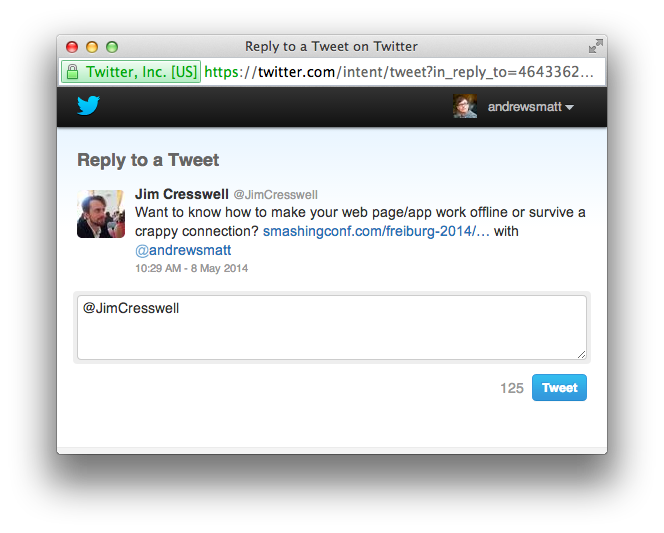 Reply to a Tweet on Twitter
Twitter, Inc. [US] https://twitter.com/intent/tweet?in_reply_to=4643362...
andrewsmatt
Reply to a Tweet
Jim Cresswell @JimCresswell
Want to know how to make your web page/app work offline or survive a
crappy connection? smashingconf.com/freiburg-2014/… with
@andrewsmatt
10:29 AM - 8 May 2014
@JimCresswell
125 Tweet